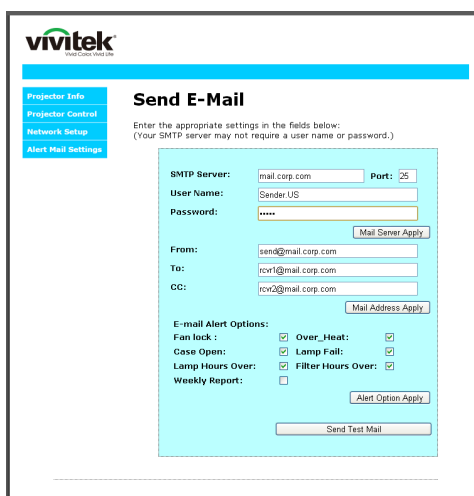 vivitek
Vivid Color, Vivid Life
Projector Info
Projector Control
Network Setup
Alert Mail Settings
Send E-Mail
Enter the appropriate settings in the fields below:
(Your SMTP server may not require a user name or password.)
SMTP Server: mail.corp.com Port: 25
User Name: Sender.US
Password: •••••
Mail Server Apply
From: send@mail.corp.com
To: rcvr1@mail.corp.com
CC: rcvr2@mail.corp.com
Mail Address Apply
E-mail Alert Options:
Fan lock : Over_Heat:
Case Open: Lamp Fail:
Lamp Hours Over: Filter Hours Over:
Weekly Report:
Alert Option Apply
Send Test Mail